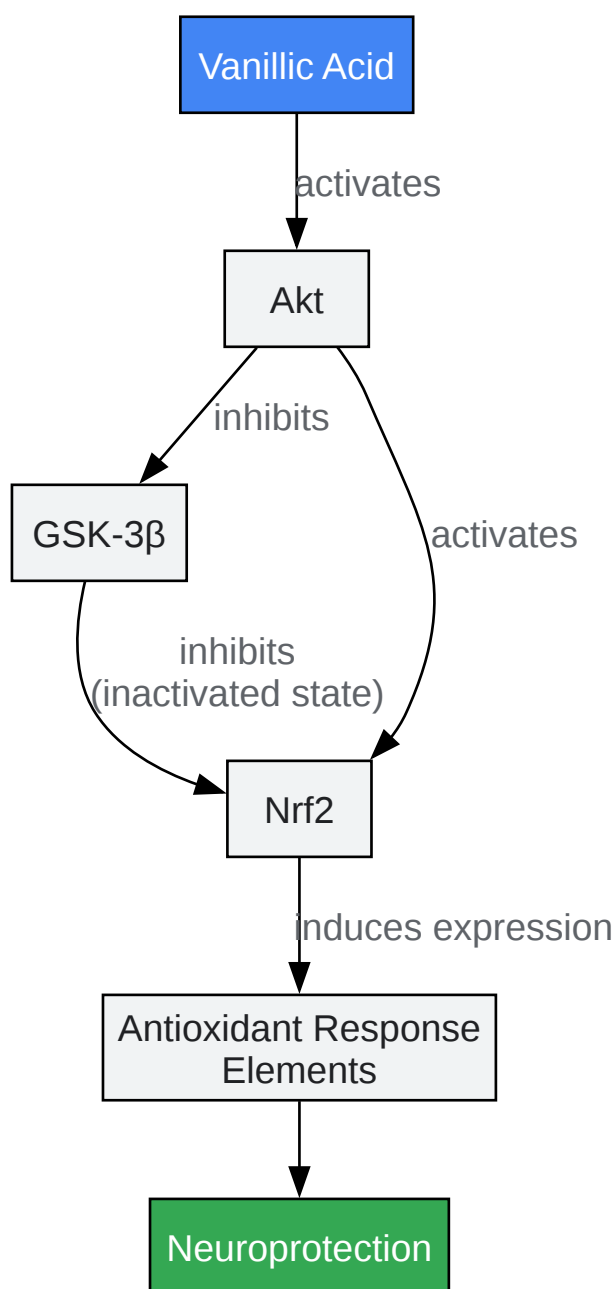 Vanillic Acid
activates
Akt
inhibits
GSK-3β
activates
inhibits
(inactivated state)
Nrf2
induces expression
Antioxidant Response
Elements
Neuroprotection